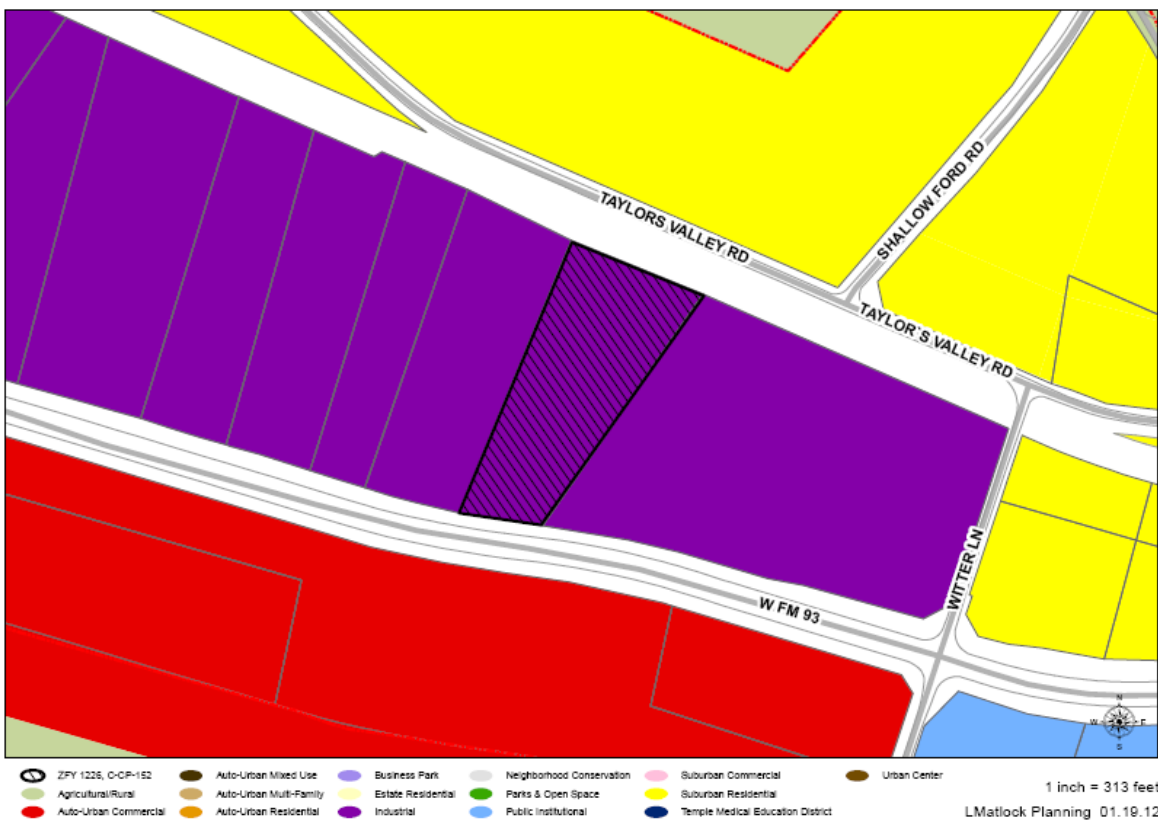 TAYLORS VALLEY RD
SHALLOW FORD RD
TAYLOR'S VALLEY RD
WITTER LN
W FM 93
N
W E
S
ZFY 1226, C-CP-152
Auto-Urban Mixed Use
Business Park
Neighborhood Conservation
Suburban Commercial
Urban Center
Agricultural/Rural
Auto-Urban Multi-Family
Estate Residential
Parks & Open Space
Suburban Residential
Auto-Urban Commercial
Auto-Urban Residential
Industrial
Public Institutional
Temple Medical Education District
1 inch = 313 feet
LMatlock Planning 01.19.12